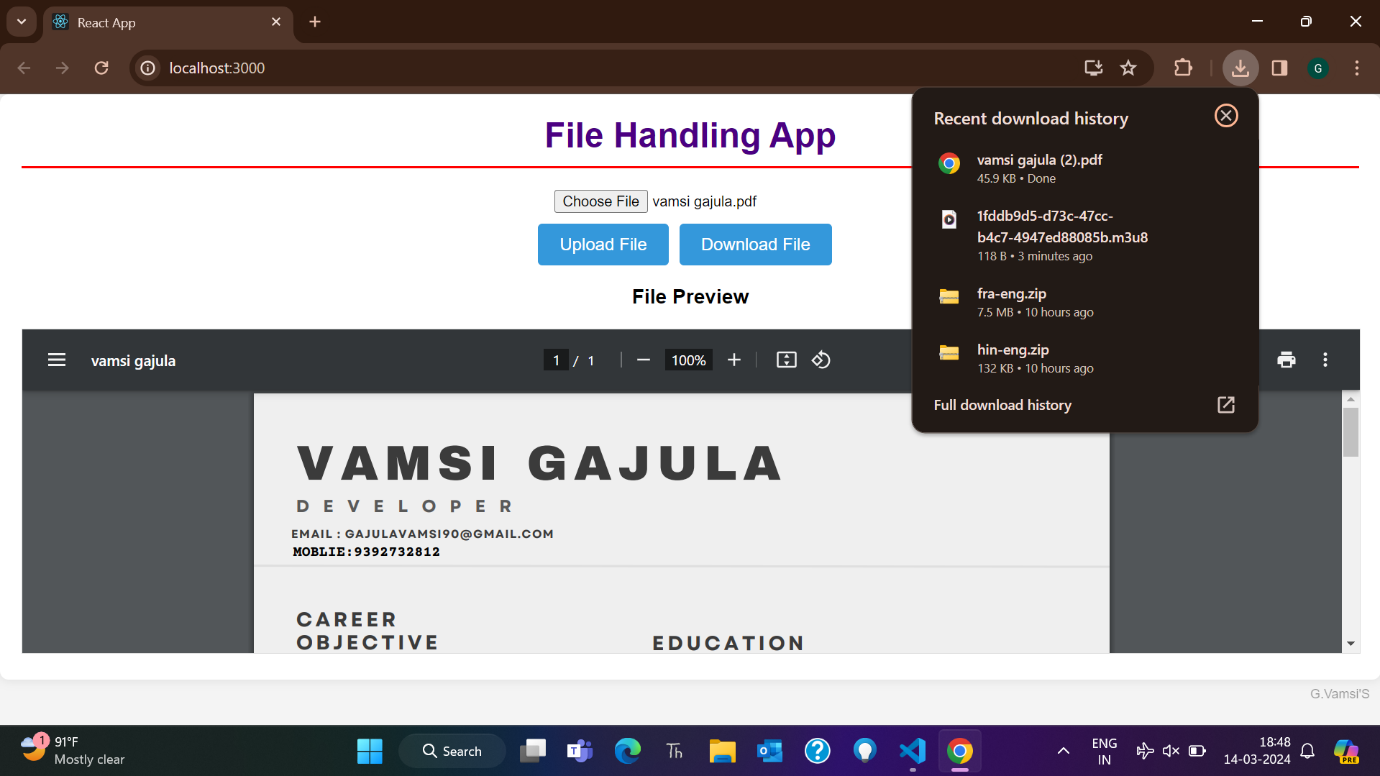 React App
localhost:3000
G
File Handling App
Choose File vamsi gajula.pdf
Upload File
Download File
File Preview
Recent download history
vamsi gajula (2).pdf
45.9 KB • Done
1fddb9d5-d73c-47cc-
b4c7-4947ed88085b.m3u8
118 B • 3 minutes ago
fra-eng.zip
7.5 MB • 10 hours ago
hin-eng.zip
132 KB • 10 hours ago
Full download history
vamsi gajula
1 / 1
100%
VAMSI GAJULA
DEVELOPER
EMAIL : GAJULAVAMSI90@GMAIL.COM
MOBLIE:9392732812
CAREER
OBJECTIVE
EDUCATION
G.Vamsi'S
1
91°F
Mostly clear
Search
Th
ENG
IN
18:48
14-03-2024
PRE